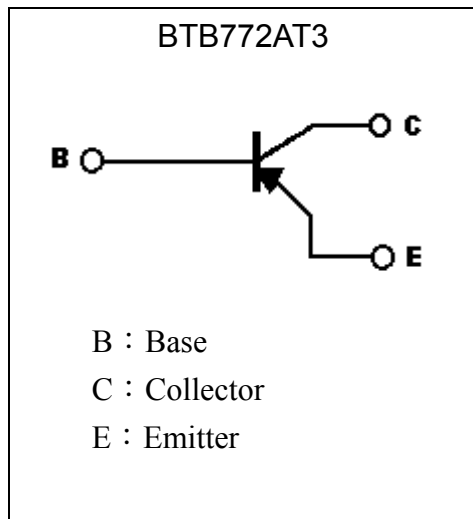 BTB772AT3
C
B
E
B：Base
C：Collector
E：Emitter